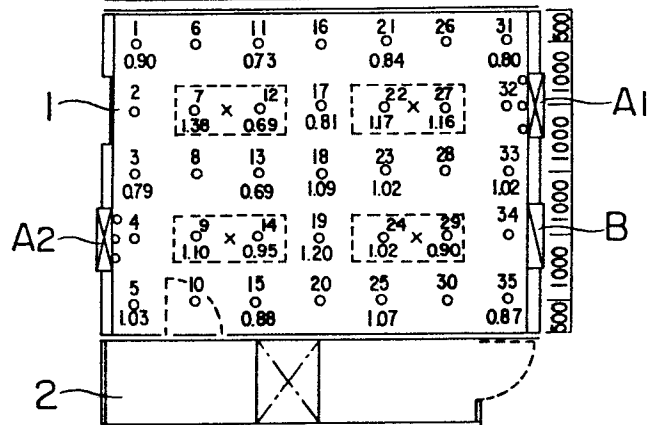 1 6 11 16 21 26 31
0.90 0.73 0.84 0.80
500
2 7 12 17 22 27 32
1.38 0.69 0.81 1.17 1.16
1 A1
1000
3 8 13 18 23 28 33
0.79 0.69 1.09 1.02 1.02
1000
4 9 14 19 24 29 34
1.10 0.95 1.20 1.02 0.90
A2 B
1000
5 10 15 20 25 30 35
1.03 0.88 1.07 0.87
1000
500
2